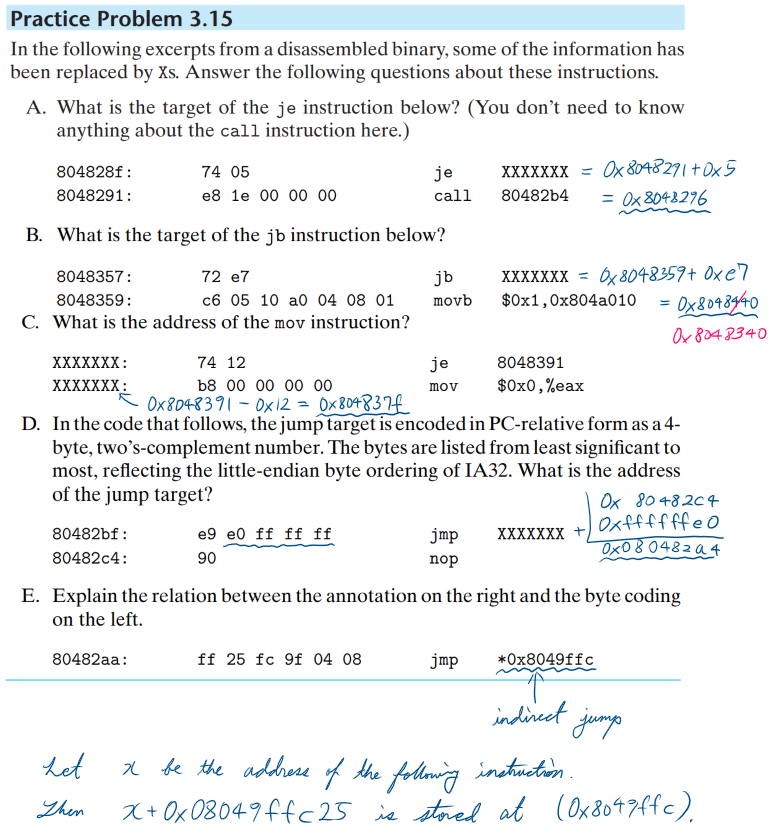 Practice Problem 3.15
In the following excerpts from a disassembled binary, some of the information has
been replaced by Xs. Answer the following questions about these instructions.
A. What is the target of the je instruction below? (You don't need to know
anything about the call instruction here.)
804828f: 74 05 je XXXXXXX = 0x8048291+0x5
8048291: e8 1e 00 00 00 call 80482b4 = 0x8048296
B. What is the target of the jb instruction below?
8048357: 72 e7 jb XXXXXXX = 0x8048359+ 0xe7
8048359: c6 05 10 a0 04 08 01 movb $0x1,0x804a010 = 0x8048440
C. What is the address of the mov instruction?
0x8048340
XXXXXXX: 74 12 je 8048391
XXXXXXX: b8 00 00 00 00 mov $0x0,%eax
0x8048391 - 0x12 = 0x804837f
D. In the code that follows, the jump target is encoded in PC-relative form as a 4-
byte, two's-complement number. The bytes are listed from least significant to
most, reflecting the little-endian byte ordering of IA32. What is the address
of the jump target?
0x 80482c4
80482bf: e9 e0 ff ff ff jmp XXXXXXX + 0xffffffe0
0x080482a4
80482c4: 90 nop
E. Explain the relation between the annotation on the right and the byte coding
on the left.
80482aa: ff 25 fc 9f 04 08 jmp *0x8049ffc
indirect jump
Let x be the address of the following instruction.
Then x+0x08049ffc25 is stored at (0x8049ffc).